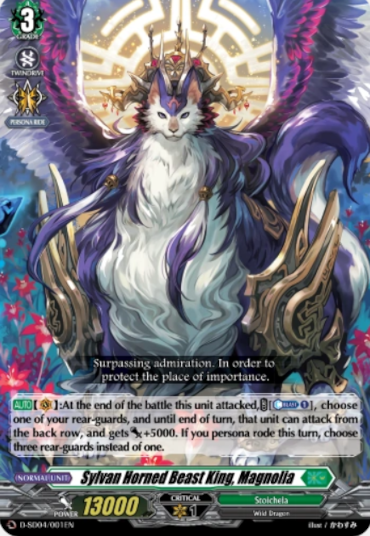 3
GRADE
TWINDRIVE
PERSONA RIDE
Surpassing admiration. In order to
protect the place of importance.
AUTO【】:At the end of the battle this unit attacked, [1], choose
one of your rear-guards, and until end of turn, that unit can attack from
the back row, and gets +5000. If you persona rode this turn, choose
three rear-guards instead of one.
NORMAL UNIT
Sylvan Horned Beast King, Magnolia
POWER
13000
CRITICAL
1
Stoicheia
Wild Dragon
D-SD04/001EN
illust / かわすみ